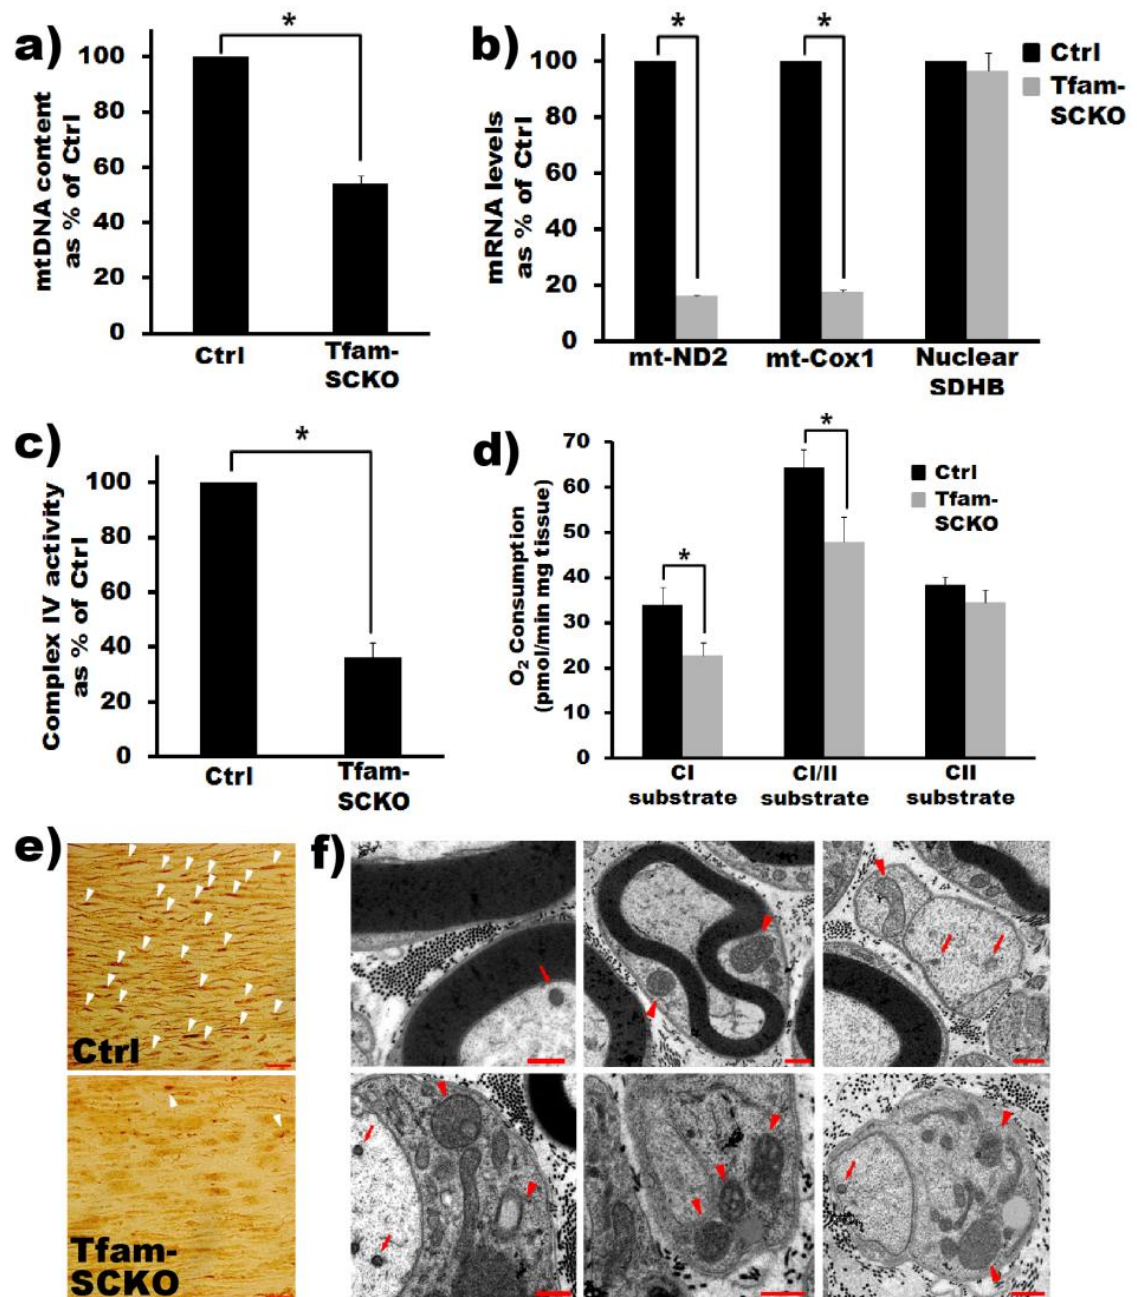 a)
*
mtDNA content
as % of Ctrl
100
80
60
40
20
0
Ctrl
Tfam-
SCKO
b)
*
*
mRNA levels
as % of Ctrl
100
80
60
40
20
0
mt-ND2
mt-Cox1
Nuclear
SDHB
Ctrl
Tfam-
SCKO
c)
*
Complex IV activity
as % of Ctrl
100
80
60
40
20
0
Ctrl
Tfam-
SCKO
d)
*
*
O2 Consumption
(pmol/min mg tissue)
70
60
50
40
30
20
10
0
CI
substrate
CI/II
substrate
CII
substrate
Ctrl
Tfam-
SCKO
e)
Ctrl
Tfam-
SCKO
f)